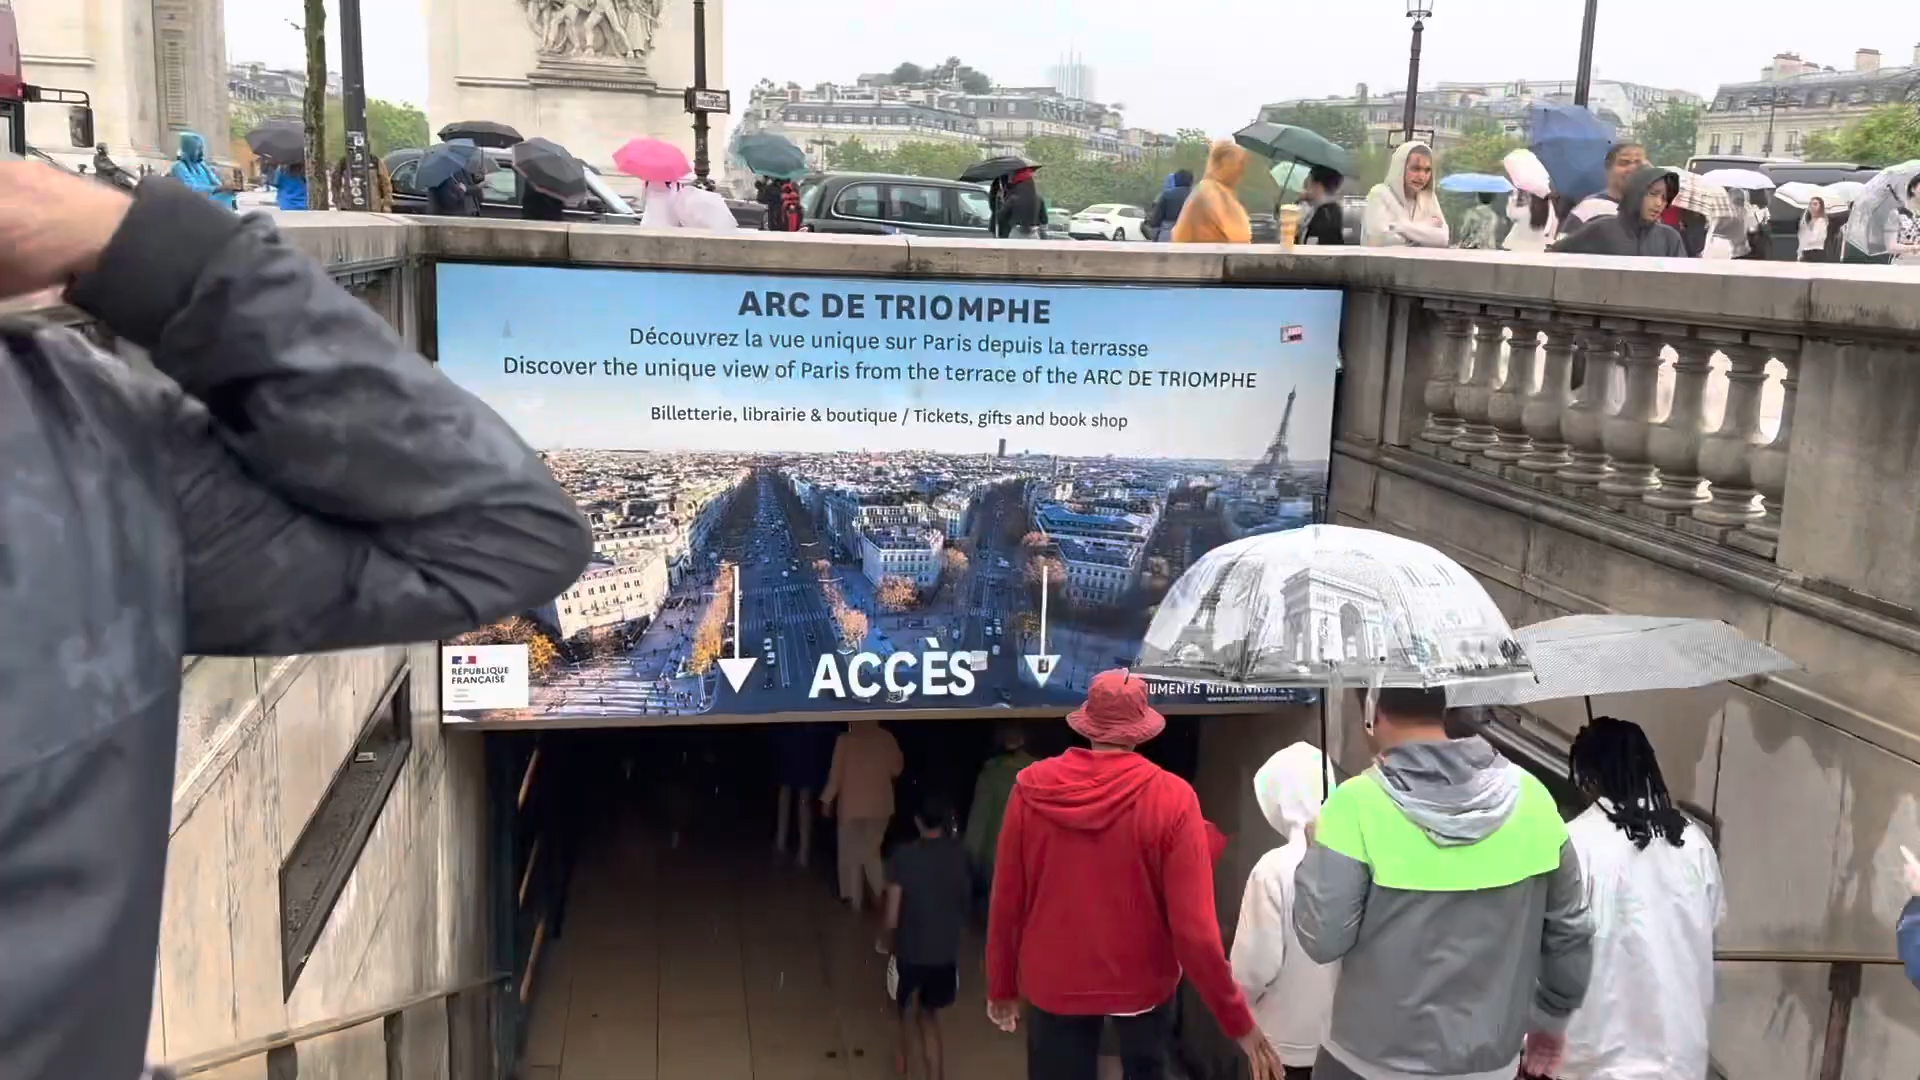 ARC DE TRIOMPHE
Découvrez la vue unique sur Paris depuis la terrasse
Discover the unique view of Paris from the terrace of the ARC DE TRIOMPHE
Billetterie, librairie & boutique / Tickets, gifts and book shop
ACCÈS
RÉPUBLIQUE
FRANÇAISE